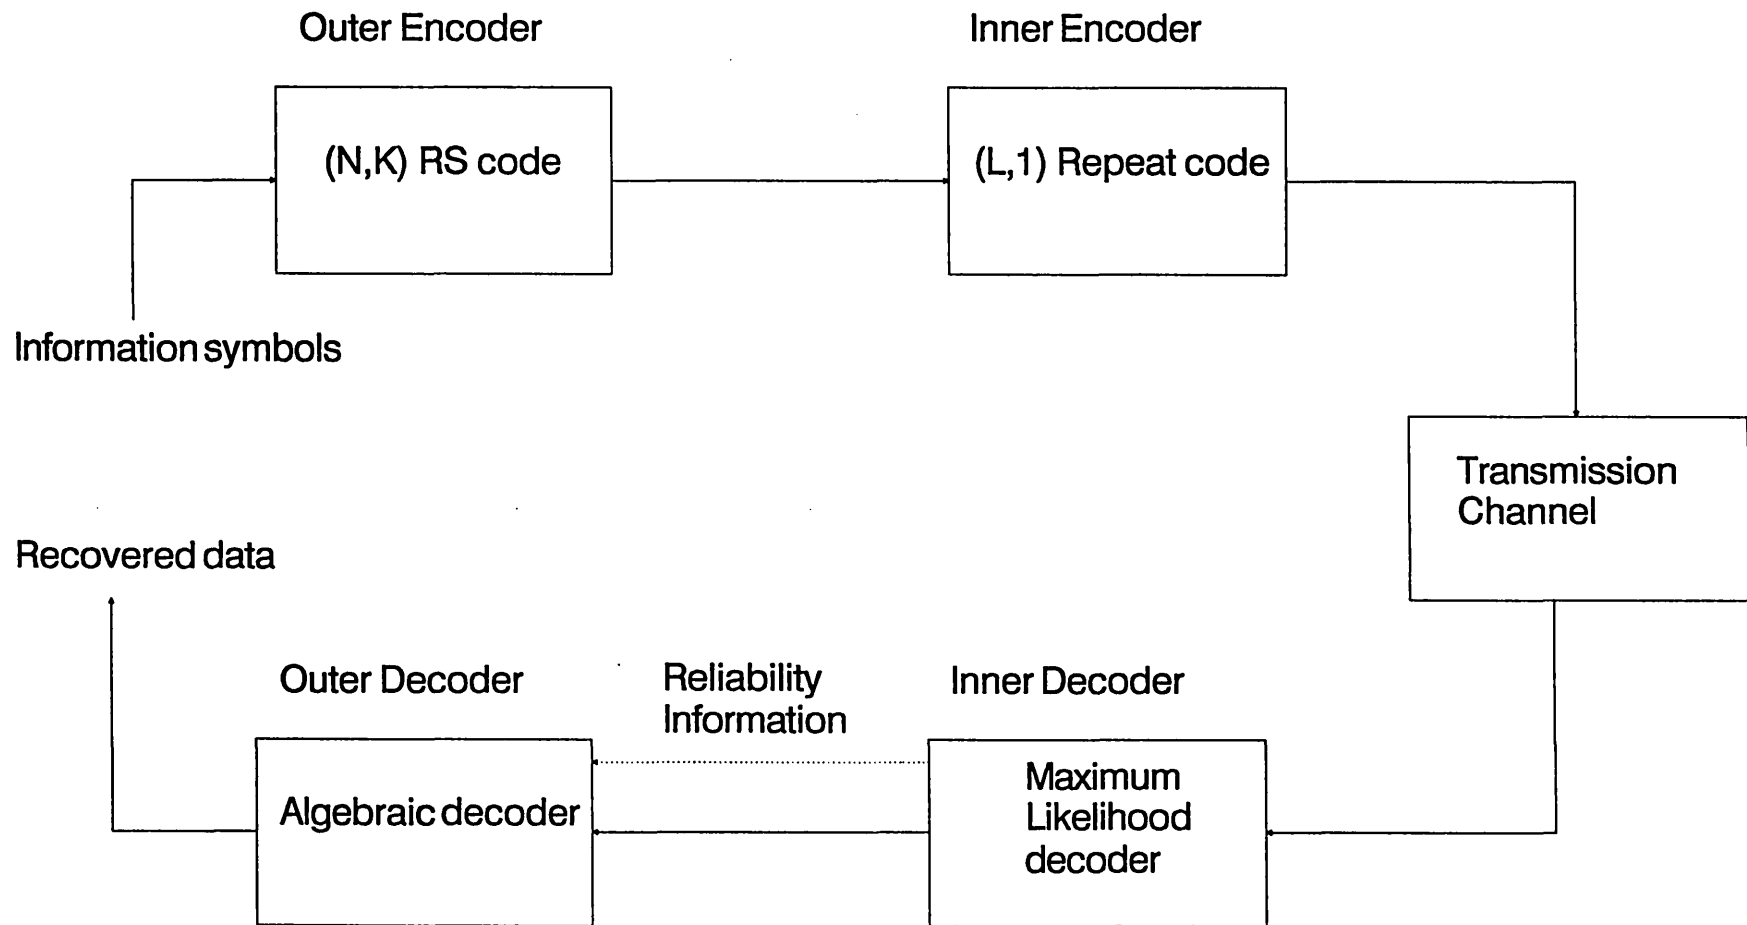 Outer Encoder
Inner Encoder
(N,K) RS code
(L,1) Repeat code
Information symbols
Transmission
Channel
Recovered data
Outer Decoder
Reliability
Information
Inner Decoder
Algebraic decoder
Maximum
Likelihood
decoder